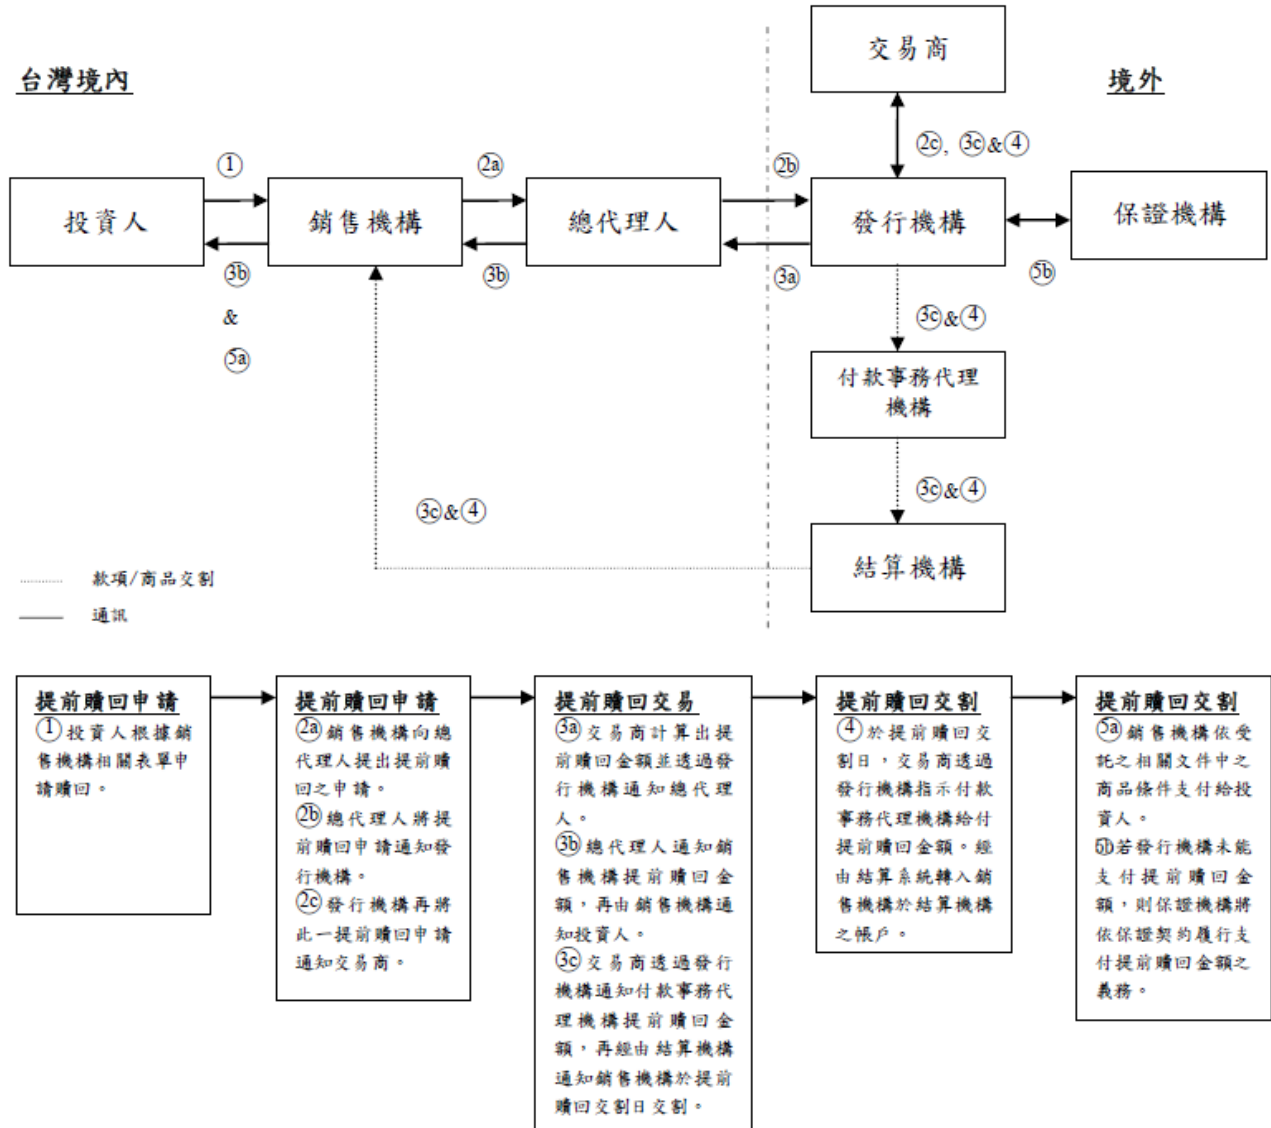 台灣境內
境外
交易商
2c, 3c&4
1
2a
2b
投資人
銷售機構
總代理人
發行機構
保證機構
3b
&
5a
3b
3a
5b
3c&4
付款事務代理
機構
3c&4
3c&4
結算機構
款項/商品交割
通訊
提前贖回申請
①投資人根據銷
售機構相關表單申
請贖回。
提前贖回申請
2a銷售機構向總
代理人提出提前贖
回之申請。
2b總代理人將提
前贖回申請通知發
行機構。
2c發行機構再將
此一提前贖回申請
通知交易商。
提前贖回交易
3a交易商計算出提
前贖回金額並透過發
行機構通知總代理
人。
3b總代理人通知銷
售機構提前贖回金
額，再由銷售機構通
知投資人。
3c交易商透過發行
機構通知付款事務代
理機構提前贖回金
額，再經由結算機構
通知銷售機構於提前
贖回交割日交割。
提前贖回交割
④於提前贖回交
割日，交易商透過
發行機構指示付款
事務代理機構給付
提前贖回金額。經
由結算系統轉入銷
售機構於結算機構
之帳戶。
提前贖回交割
5a銷售機構依受
託之相關文件中之
商品條件支付給投
資人。
5b若發行機構未能
支付提前贖回金
額，則保證機構將
依保證契約履行支
付提前贖回金額之
義務。